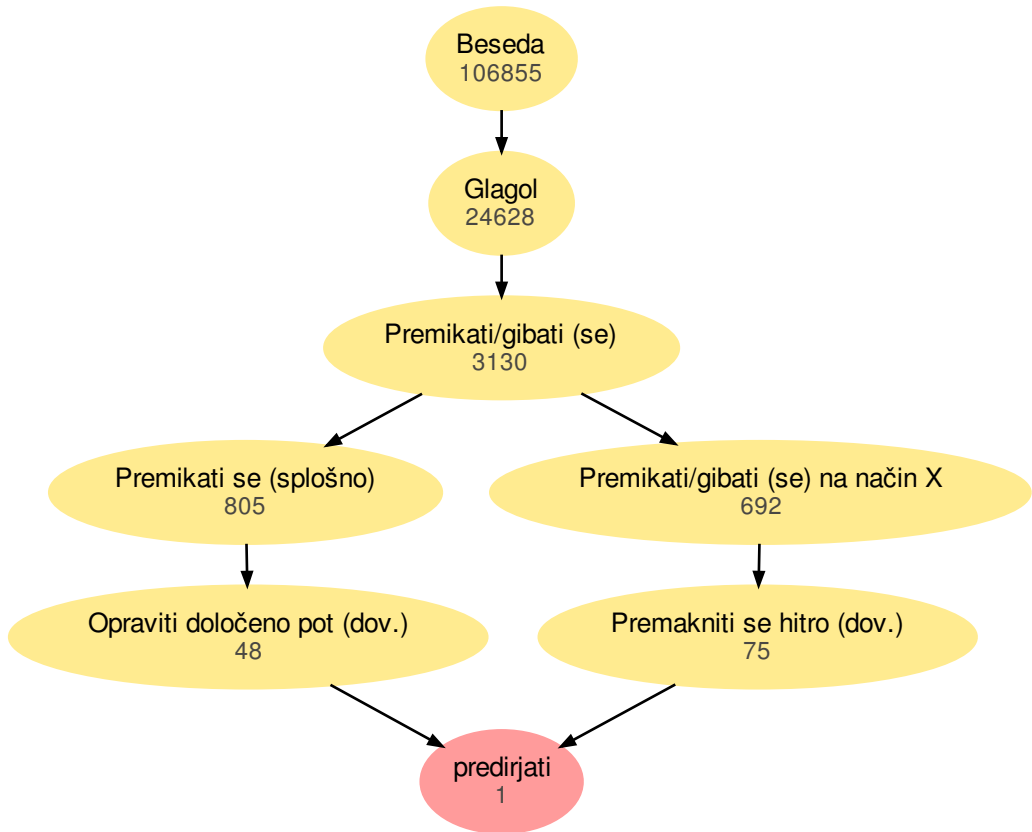 Beseda
106855
Glagol
24628
Premikati/gibati (se)
3130
Premikati se (splošno)
805
Premikati/gibati (se) na način X
692
Opraviti določeno pot (dov.)
48
Premakniti se hitro (dov.)
75
predirjati
1